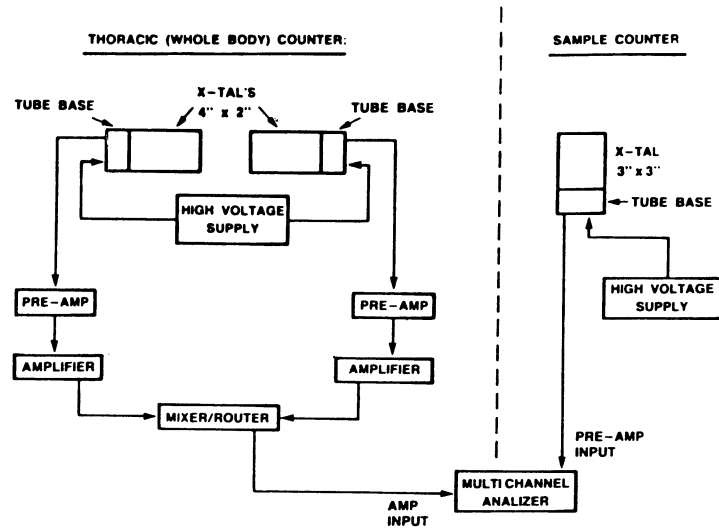 THORACIC (WHOLE BODY) COUNTER:
SAMPLE COUNTER
X-TAL'S
4" x 2"
TUBE BASE
TUBE BASE
HIGH VOLTAGE
SUPPLY
X-TAL
3" x 3"
TUBE BASE
HIGH VOLTAGE
SUPPLY
PRE-AMP
PRE-AMP
AMPLIFIER
AMPLIFIER
MIXER/ROUTER
PRE-AMP
INPUT
MULTI CHANNEL
ANALIZER
AMP
INPUT